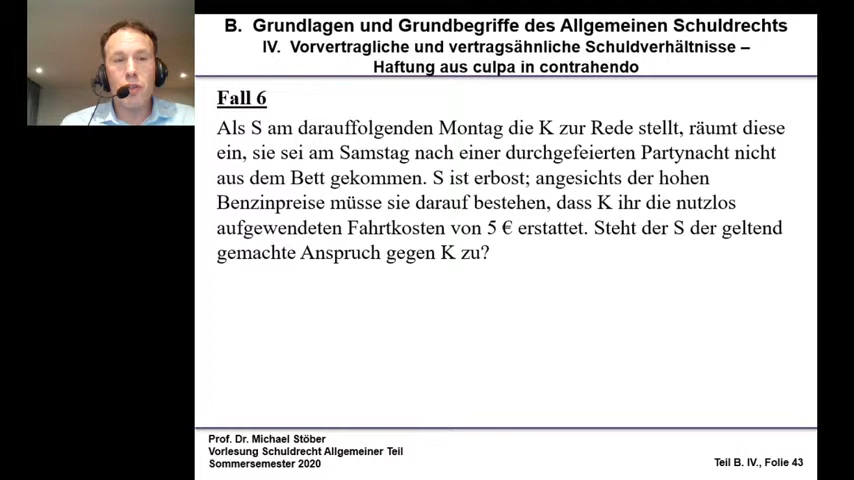 B. Grundlagen und Grundbegriffe des Allgemeinen Schuldrechts
IV. Vorvertragliche und vertragsähnliche Schuldverhältnisse –
Haftung aus culpa in contrahendo
Fall 6
Als S am darauffolgenden Montag die K zur Rede stellt, räumt diese
ein, sie sei am Samstag nach einer durchgefeierten Partynacht nicht
aus dem Bett gekommen. S ist erbost; angesichts der hohen
Benzinpreise müsse sie darauf bestehen, dass K ihr die nutzlos
aufgewendeten Fahrtkosten von 5 € erstattet. Steht der S der geltend
gemachte Anspruch gegen K zu?
Prof. Dr. Michael Stöber
Vorlesung Schuldrecht Allgemeiner Teil
Sommersemester 2020
Teil B. IV., Folie 43